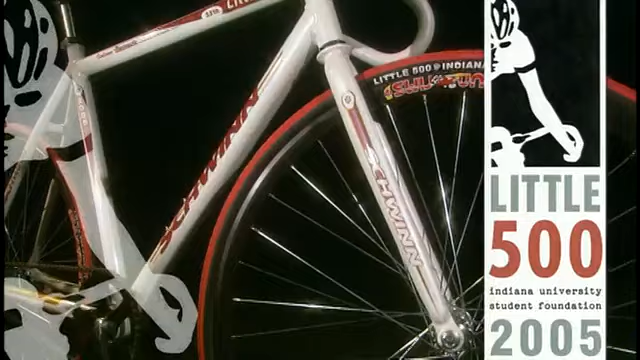 SCHWINN
SCHWINN
LITTLE 500 INDIANA
LITTLE
500
indiana university
student foundation
2005